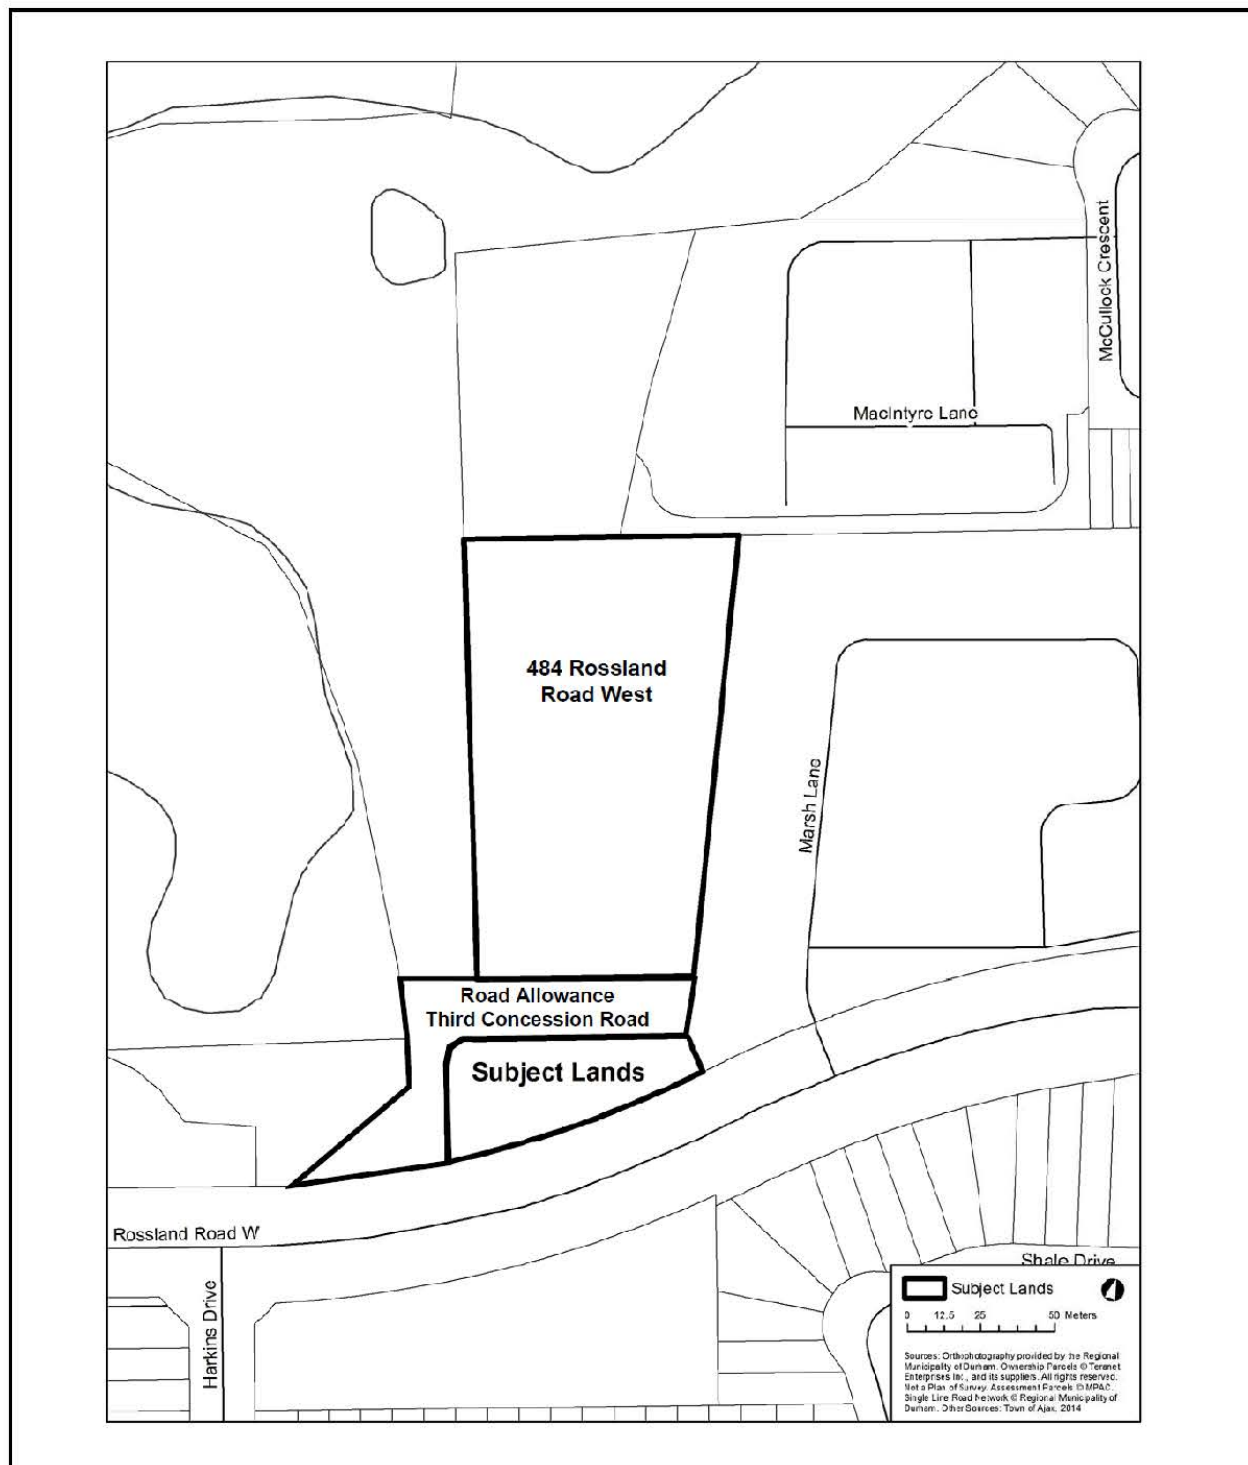 McCullock Crescent
MacIntyre Lane
484 Rossland
Road West
Marsh Lane
Road Allowance
Third Concession Road
Subject Lands
Rossland Road W
Harkins Drive
Shale Drive
Subject Lands
0 12.5 25 50 Meters
Sources: Orthophotography provided by the Regional
Municipality of Durham. Ownership Parcels © Teranet
Enterprises Inc., and its suppliers. All rights reserved.
Not a Plan of Survey. Assessment Parcels © MPAC.
Single Line Road Network © Regional Municipality of
Durham. Other Sources: Town of Ajax, 2014